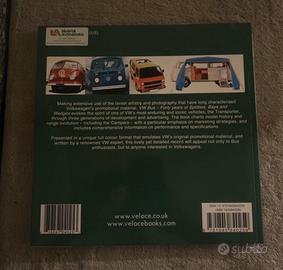 Making extensive use of the lavish artistry and photography that have long characterised
Volkswagen's promotional material, VW Bus – Forty years of Splitties, Bays and
Wedges evokes the spirit of one of VW's most enduring and iconic vehicles, the Transporter,
through three generations of development and advertising. The book charts model history
and range evolution – including the Campers – with a particular emphasis on marketing strategies, and
includes comprehensive information on performance and specifications.
Presented in a unique full colour format that emulates VW's original promotional material, and
written by a renowned VW expert, this lively yet detailed record will appeal not only to Bus
enthusiasts, but to anyone interested in Volkswagens.
www.veloce.co.uk
www.velocebooks.com
subito